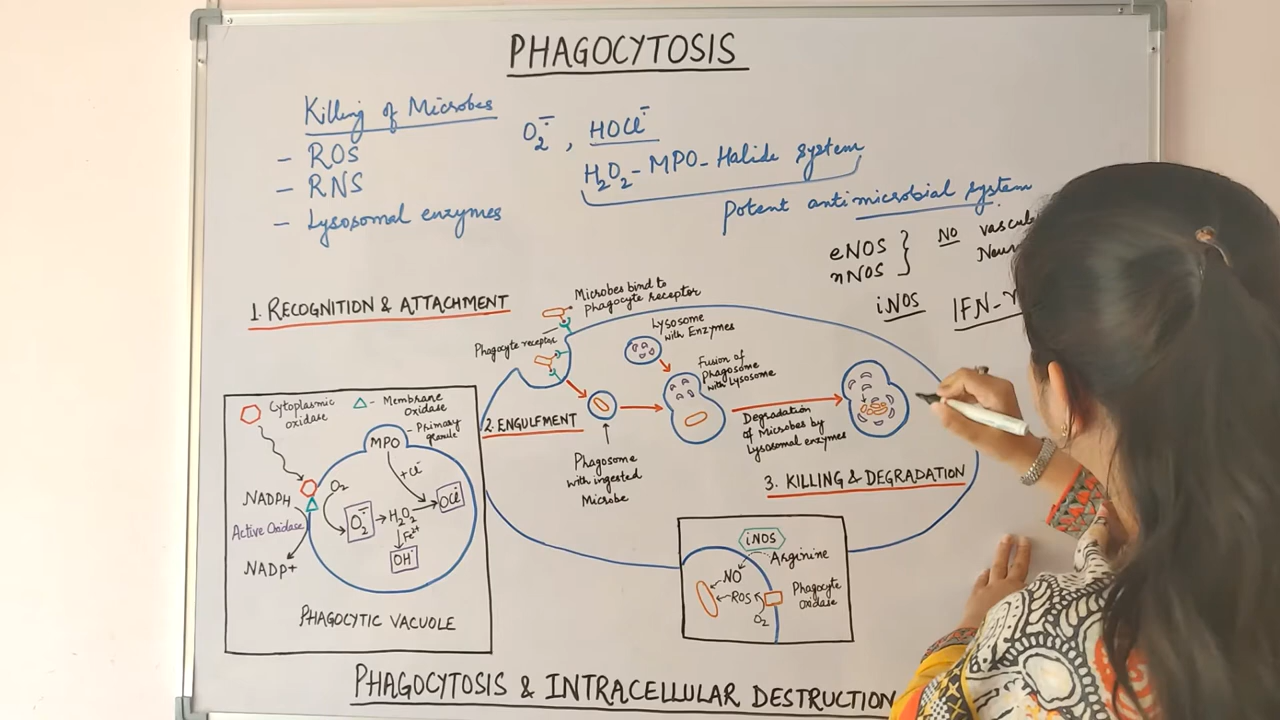 PHAGOCYTOSIS
Killing of Microbes
- ROS
- RNS
- Lysosomal enzymes
O₂⁻, HOCl⁻
H₂O₂-MPO-Halide system
Potent antimicrobial system
eNOS
nNOS
NO
iNOS
IFN-γ
1. RECOGNITION & ATTACHMENT
Microbes bind to
Phagocyte receptor
Phagocyte receptor
Lysosome
with Enzymes
Fusion of
Phagosome
with Lysosome
2. ENGULFMENT
Phagosome
with ingested
Microbe
Degradation
of Microbes by
Lysosomal enzymes
3. KILLING & DEGRADATION
Cytoplasmic
oxidase
- Membrane
Oxidase
MPO
- Primary
granule
+Cl⁻
NADPH
O₂
Active Oxidase
O₂⁻
H₂O₂
OCl⁻
Fe²⁺
OH˙
NADP+
PHAGOCYTIC VACUOLE
iNOS
Arginine
NO
ROS
O₂
Phagocyte
oxidase
PHAGOCYTOSIS & INTRACELLULAR DESTRUCTION